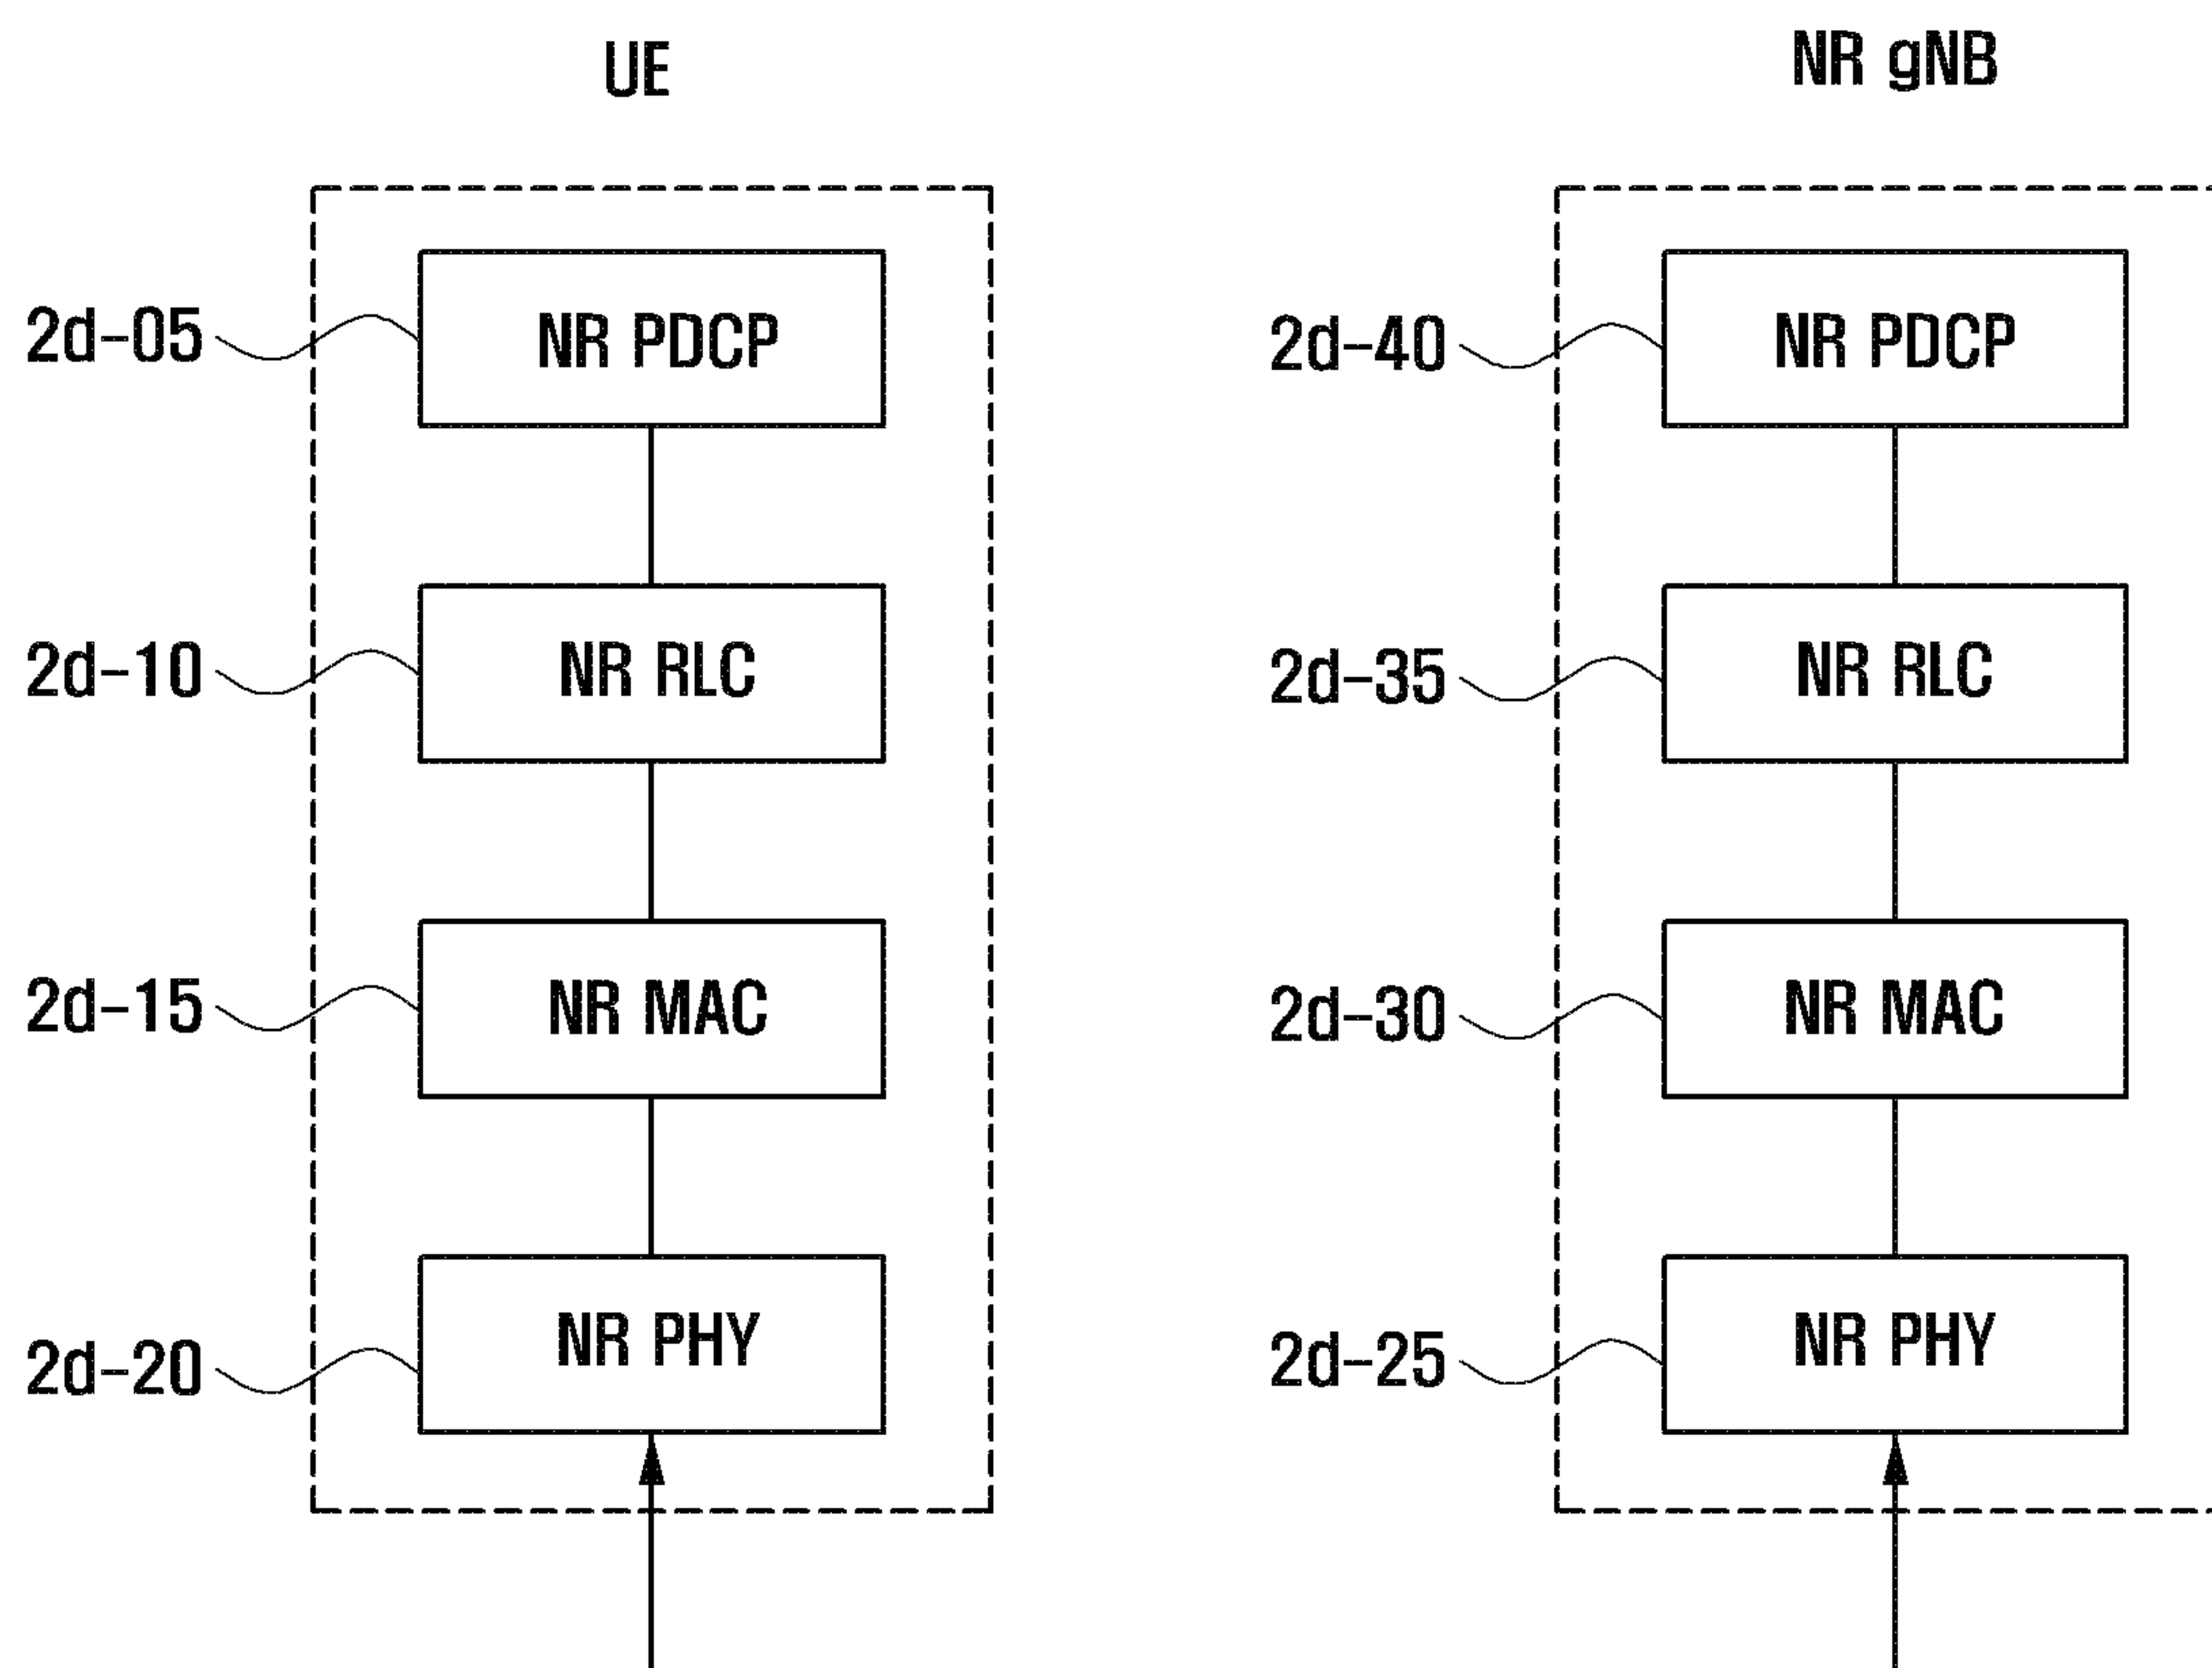 UE
NR gNB
2d-05
NR PDCP
2d-40
NR PDCP
2d-10
NR RLC
2d-35
NR RLC
2d-15
NR MAC
2d-30
NR MAC
2d-20
NR PHY
2d-25
NR PHY